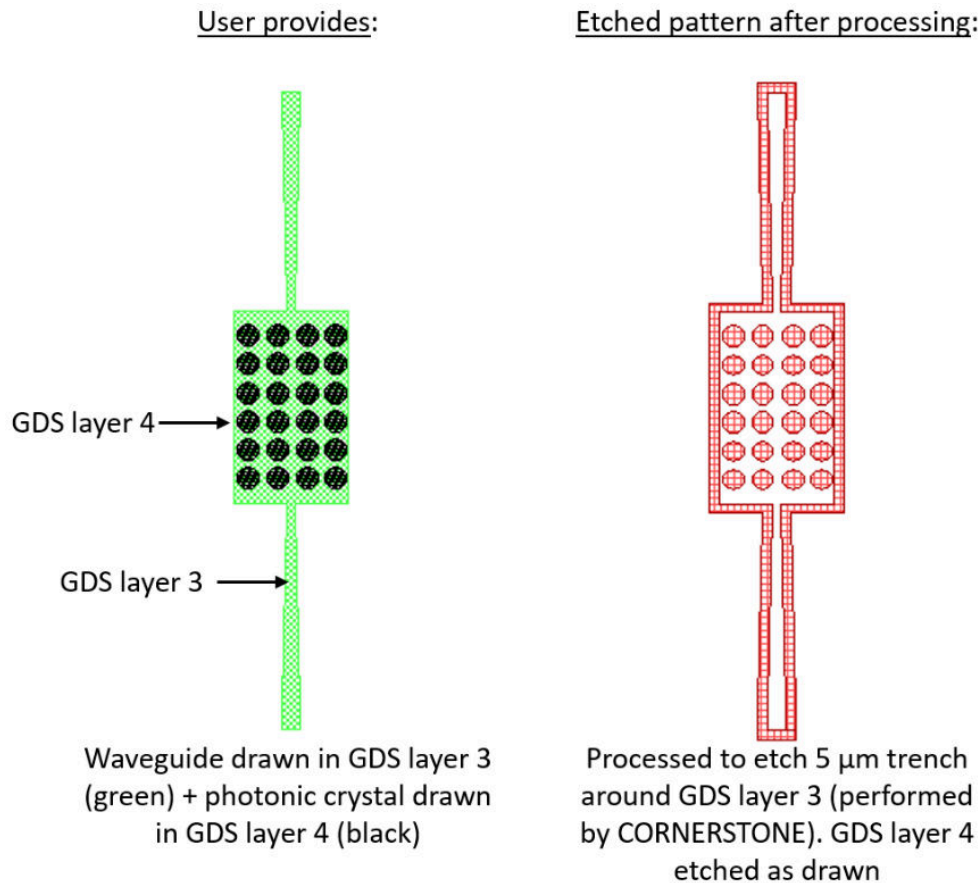 User provides:
Etched pattern after processing:
GDS layer 4
GDS layer 3
Waveguide drawn in GDS layer 3
(green) + photonic crystal drawn
in GDS layer 4 (black)
Processed to etch 5 µm trench
around GDS layer 3 (performed
by CORNERSTONE). GDS layer 4
etched as drawn